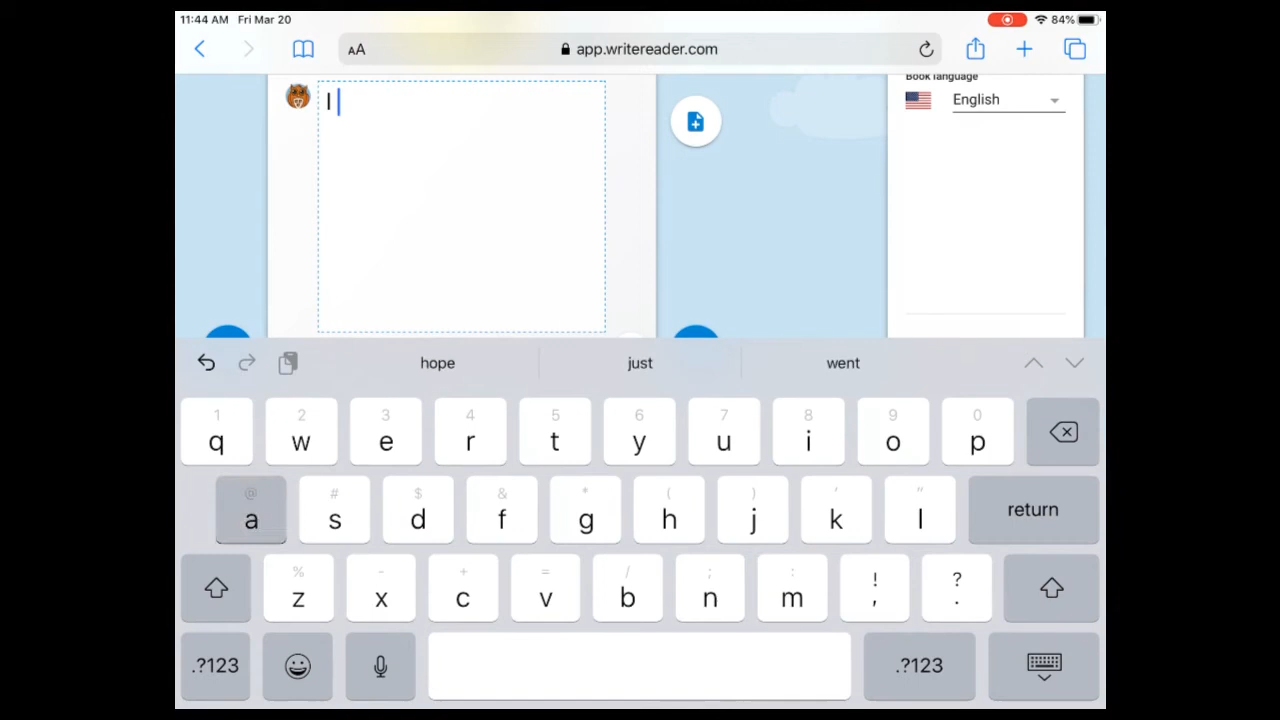 11:44 AM Fri Mar 20 84%
AA app.writereader.com
Book language
English
I
hope just went
1 2 3 4 5 6 7 8 9 0
q w e r t y u i o p
@ # $ & * ( ) ' "
a s d f g h j k l return
% - + = / ; : ! ?
z x c v b n m , .
.?123 .?123